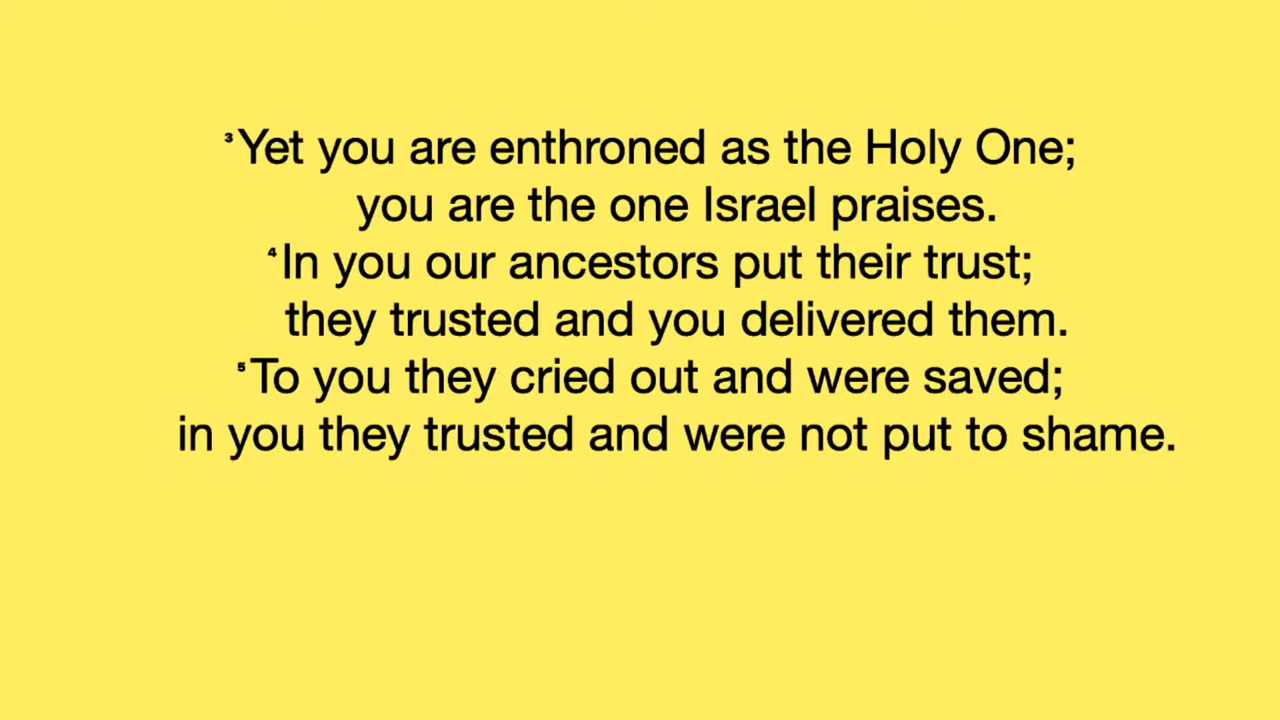 ³Yet you are enthroned as the Holy One;
you are the one Israel praises.
⁴In you our ancestors put their trust;
they trusted and you delivered them.
⁵To you they cried out and were saved;
in you they trusted and were not put to shame.